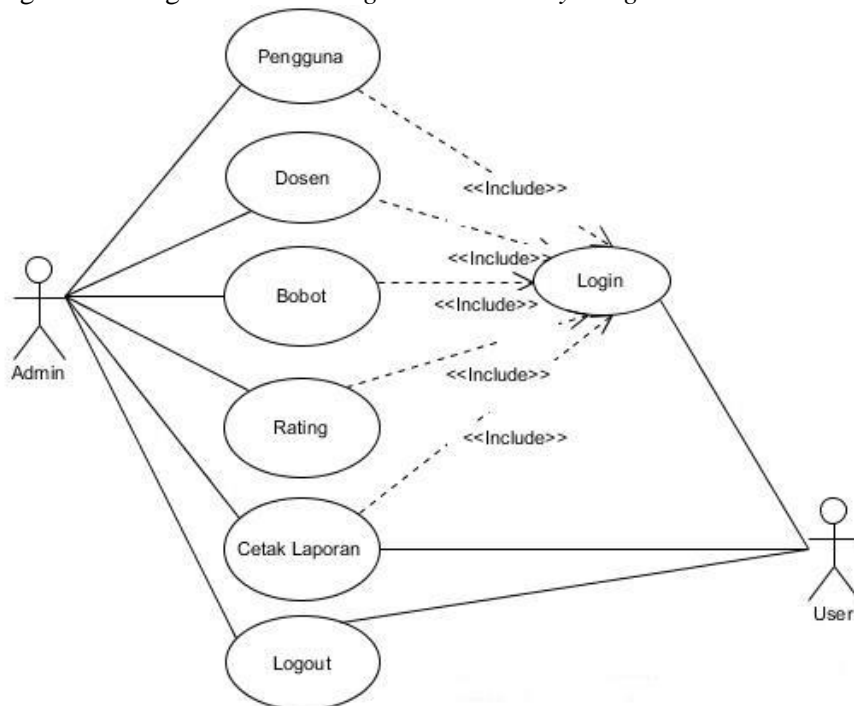 Pengguna
<<Include>>
Dosen
<<Include>>
Login
Bobot
<<Include>>
Admin
<<Include>>
Rating
<<Include>>
Cetak Laporan
User
Logout